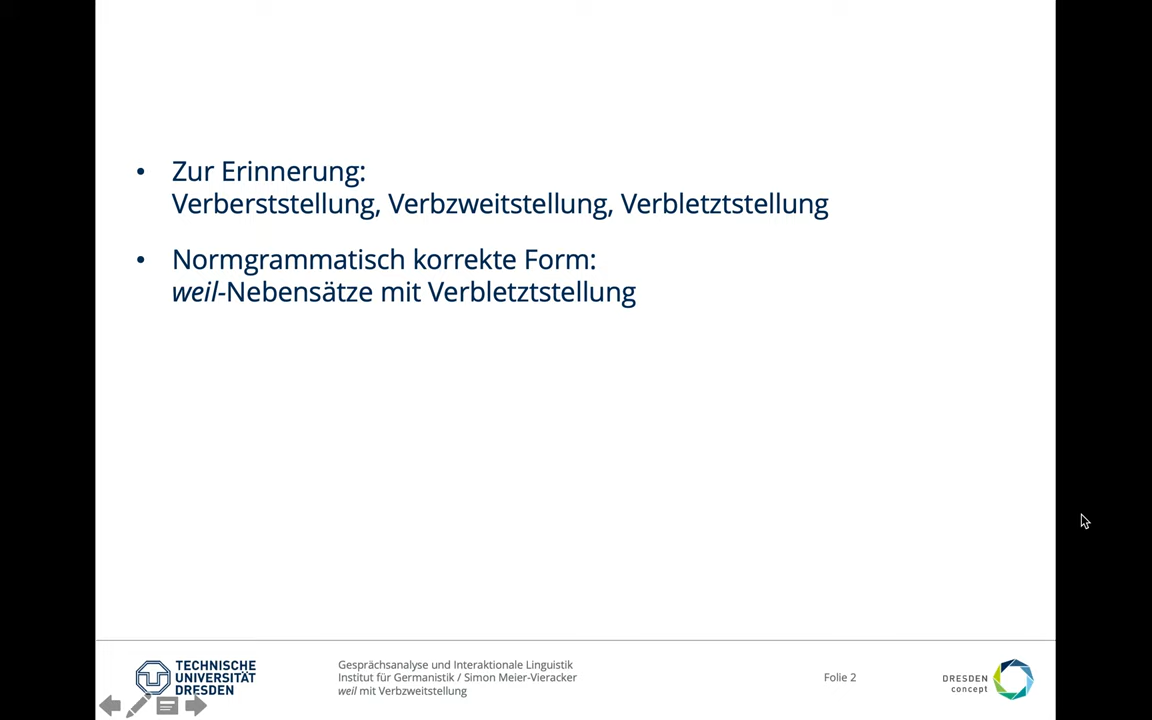 • Zur Erinnerung:
Verberststellung, Verbzweitstellung, Verbletztstellung
• Normgrammatisch korrekte Form:
weil-Nebensätze mit Verbletztstellung
TECHNISCHE
UNIVERSITÄT
DRESDEN
Gesprächsanalyse und Interaktionale Linguistik
Institut für Germanistik / Simon Meier-Vieracker
weil mit Verbzweitstellung
Folie 2
DRESDEN
concept